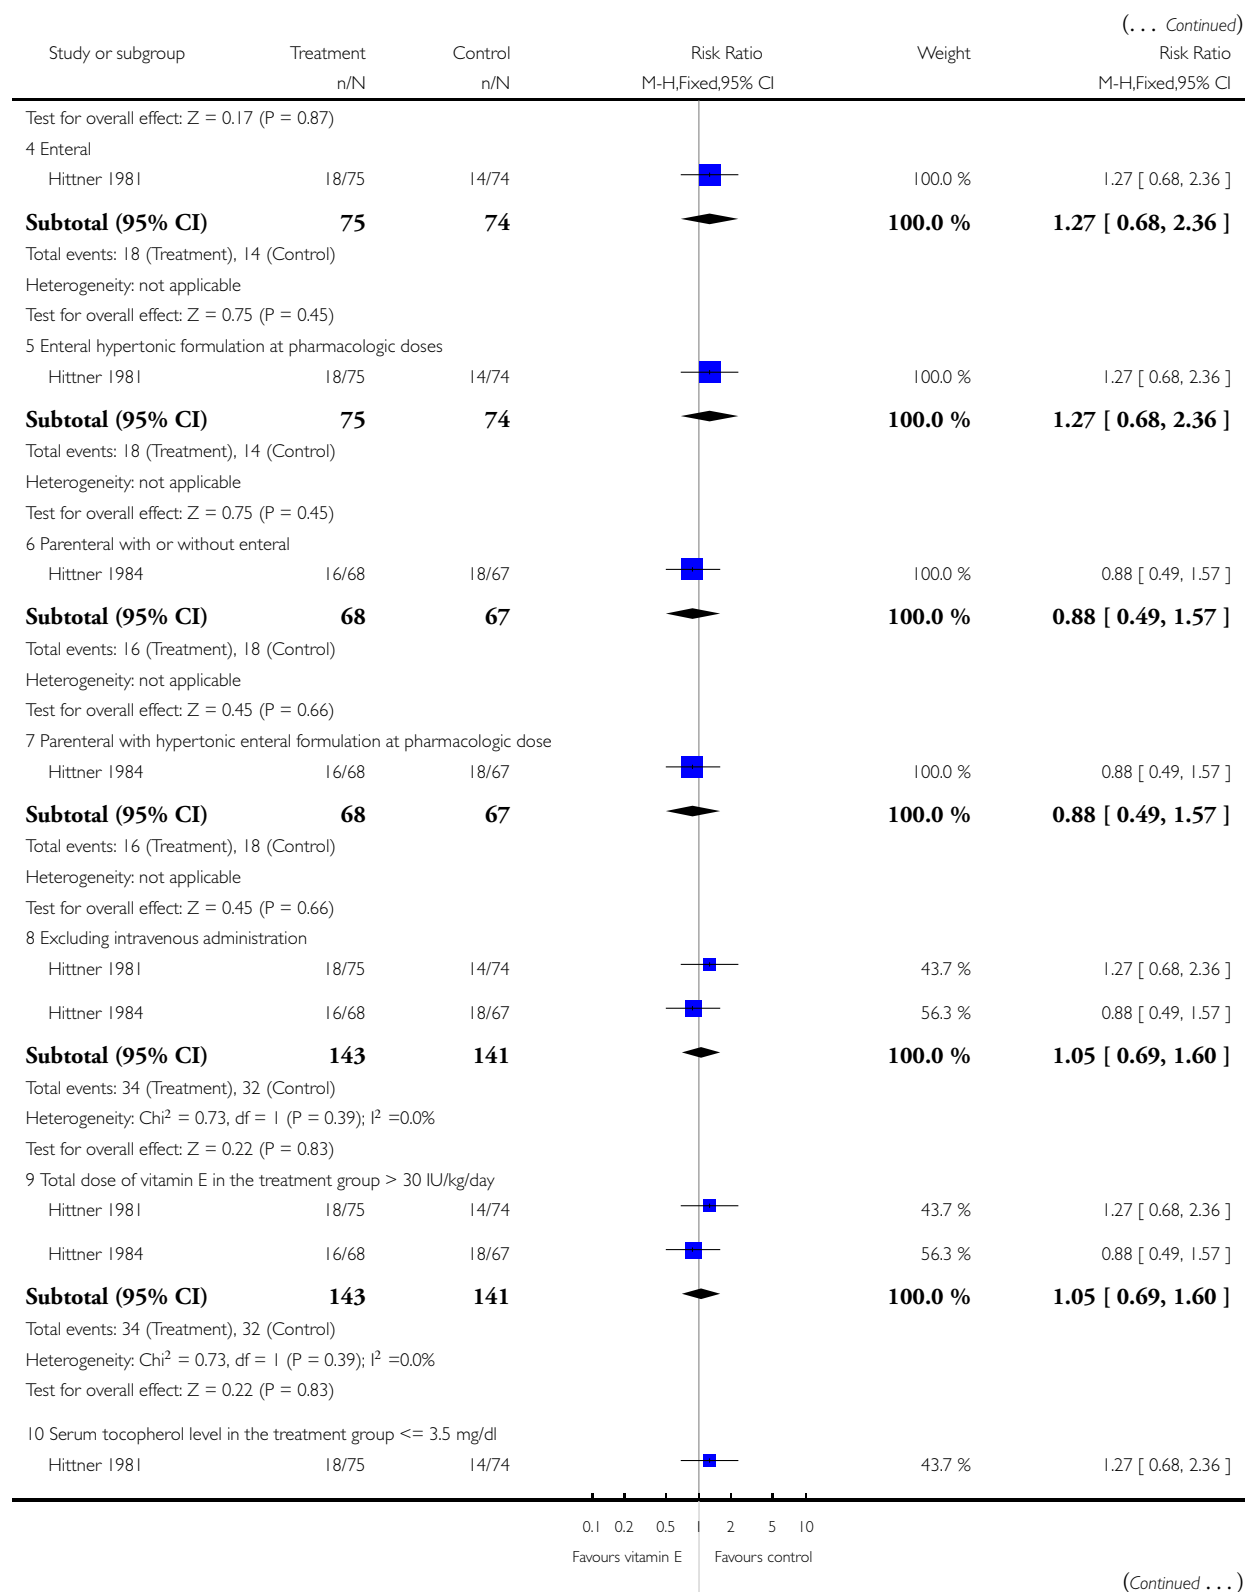 (... Continued)
Study or subgroup Treatment Control Risk Ratio Weight Risk Ratio
n/N n/N M-H,Fixed,95% CI M-H,Fixed,95% CI
Test for overall effect: Z = 0.17 (P = 0.87)
4 Enteral
Hittner 1981 18/75 14/74 100.0 % 1.27 [ 0.68, 2.36 ]
Subtotal (95% CI) 75 74 100.0 % 1.27 [ 0.68, 2.36 ]
Total events: 18 (Treatment), 14 (Control)
Heterogeneity: not applicable
Test for overall effect: Z = 0.75 (P = 0.45)
5 Enteral hypertonic formulation at pharmacologic doses
Hittner 1981 18/75 14/74 100.0 % 1.27 [ 0.68, 2.36 ]
Subtotal (95% CI) 75 74 100.0 % 1.27 [ 0.68, 2.36 ]
Total events: 18 (Treatment), 14 (Control)
Heterogeneity: not applicable
Test for overall effect: Z = 0.75 (P = 0.45)
6 Parenteral with or without enteral
Hittner 1984 16/68 18/67 100.0 % 0.88 [ 0.49, 1.57 ]
Subtotal (95% CI) 68 67 100.0 % 0.88 [ 0.49, 1.57 ]
Total events: 16 (Treatment), 18 (Control)
Heterogeneity: not applicable
Test for overall effect: Z = 0.45 (P = 0.66)
7 Parenteral with hypertonic enteral formulation at pharmacologic dose
Hittner 1984 16/68 18/67 100.0 % 0.88 [ 0.49, 1.57 ]
Subtotal (95% CI) 68 67 100.0 % 0.88 [ 0.49, 1.57 ]
Total events: 16 (Treatment), 18 (Control)
Heterogeneity: not applicable
Test for overall effect: Z = 0.45 (P = 0.66)
8 Excluding intravenous administration
Hittner 1981 18/75 14/74 43.7 % 1.27 [ 0.68, 2.36 ]
Hittner 1984 16/68 18/67 56.3 % 0.88 [ 0.49, 1.57 ]
Subtotal (95% CI) 143 141 100.0 % 1.05 [ 0.69, 1.60 ]
Total events: 34 (Treatment), 32 (Control)
Heterogeneity: Chi² = 0.73, df = 1 (P = 0.39); I² =0.0%
Test for overall effect: Z = 0.22 (P = 0.83)
9 Total dose of vitamin E in the treatment group > 30 IU/kg/day
Hittner 1981 18/75 14/74 43.7 % 1.27 [ 0.68, 2.36 ]
Hittner 1984 16/68 18/67 56.3 % 0.88 [ 0.49, 1.57 ]
Subtotal (95% CI) 143 141 100.0 % 1.05 [ 0.69, 1.60 ]
Total events: 34 (Treatment), 32 (Control)
Heterogeneity: Chi² = 0.73, df = 1 (P = 0.39); I² =0.0%
Test for overall effect: Z = 0.22 (P = 0.83)
10 Serum tocopherol level in the treatment group <= 3.5 mg/dl
Hittner 1981 18/75 14/74 43.7 % 1.27 [ 0.68, 2.36 ]
0.1 0.2 0.5 1 2 5 10
Favours vitamin E Favours control
(Continued ...)